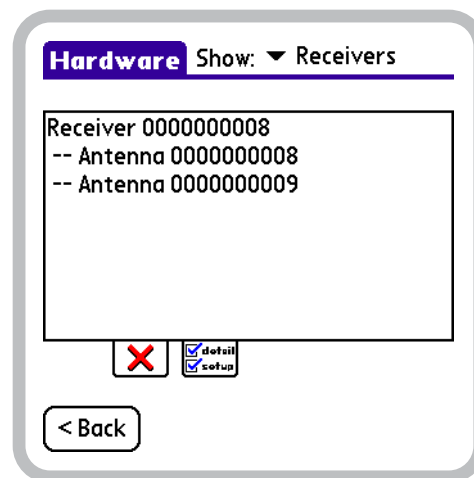 Hardware Show: Receivers
Receiver 0000000008
-- Antenna 0000000008
-- Antenna 0000000009
detail
setup
< Back